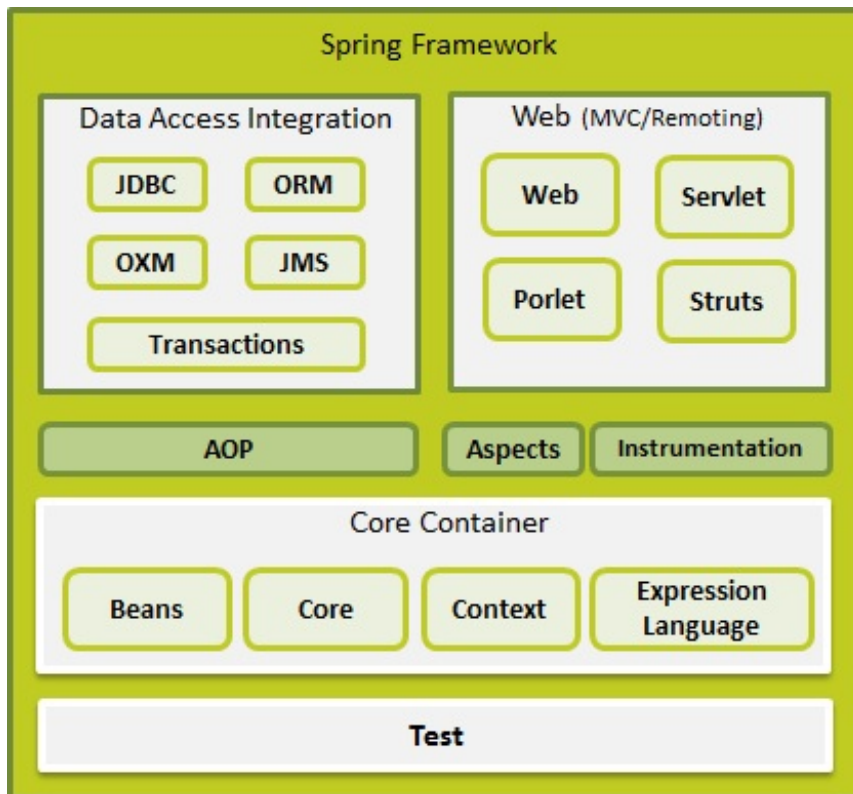 Spring Framework
Data Access Integration
JDBC
ORM
OXM
JMS
Transactions
Web (MVC/Remoting)
Web
Servlet
Porlet
Struts
AOP
Aspects
Instrumentation
Core Container
Beans
Core
Context
Expression
Language
Test